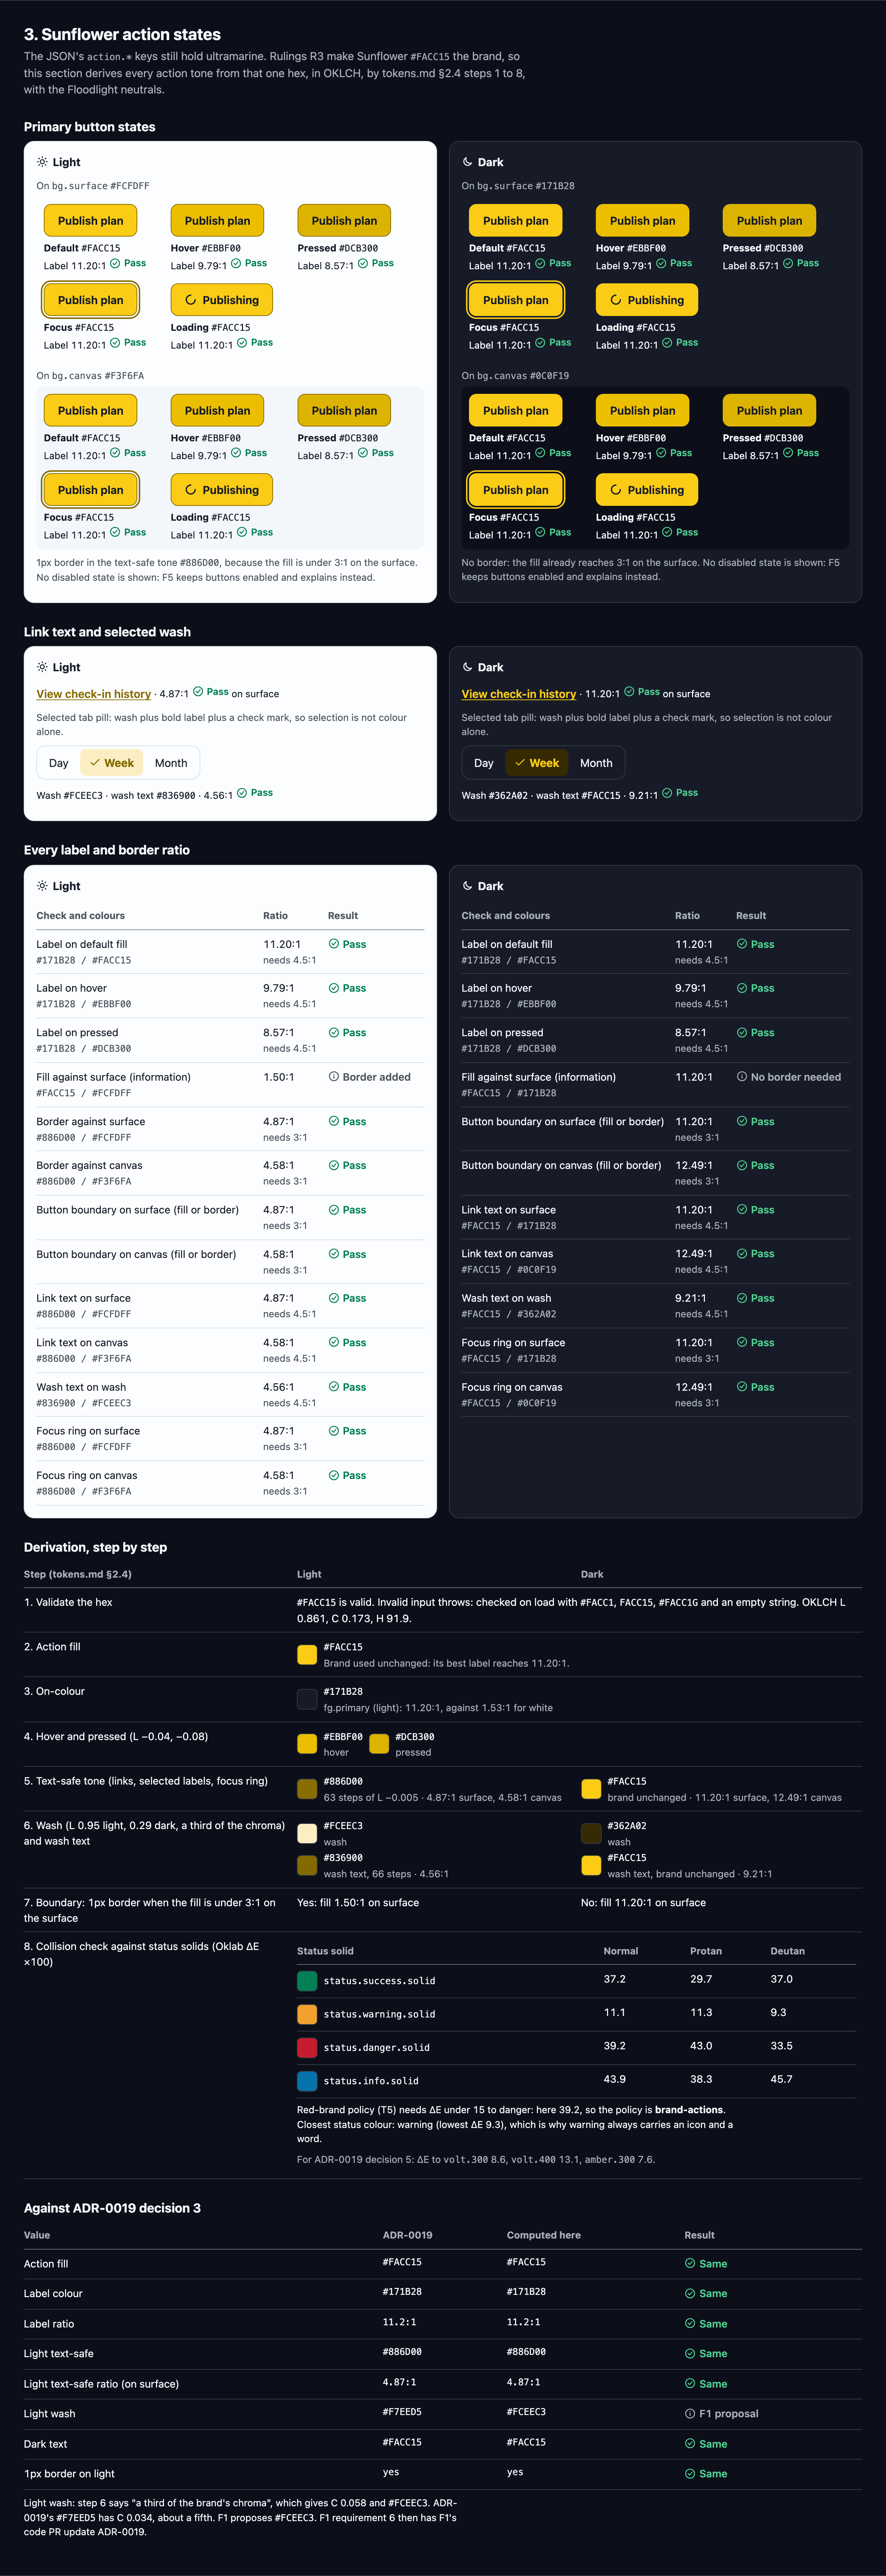 3. Sunflower action states
The JSON's action.* keys still hold ultramarine. Rulings R3 make Sunflower #FACC15 the brand, so
this section derives every action tone from that one hex, in OKLCH, by tokens.md §2.4 steps 1 to 8,
with the Floodlight neutrals.
Primary button states
Light
On bg.surface #FCFDFF
Publish plan Publish plan Publish plan
Default #FACC15 Hover #EBBF00 Pressed #DCB300
Label 11.20:1 Pass Label 9.79:1 Pass Label 8.57:1 Pass
Publish plan Publishing
Focus #FACC15 Loading #FACC15
Label 11.20:1 Pass Label 11.20:1 Pass
On bg.canvas #F3F6FA
Publish plan Publish plan Publish plan
Default #FACC15 Hover #EBBF00 Pressed #DCB300
Label 11.20:1 Pass Label 9.79:1 Pass Label 8.57:1 Pass
Publish plan Publishing
Focus #FACC15 Loading #FACC15
Label 11.20:1 Pass Label 11.20:1 Pass
1px border in the text-safe tone #886D00, because the fill is under 3:1 on the surface.
No disabled state is shown: F5 keeps buttons enabled and explains instead.
Dark
On bg.surface #171B28
Publish plan Publish plan Publish plan
Default #FACC15 Hover #EBBF00 Pressed #DCB300
Label 11.20:1 Pass Label 9.79:1 Pass Label 8.57:1 Pass
Publish plan Publishing
Focus #FACC15 Loading #FACC15
Label 11.20:1 Pass Label 11.20:1 Pass
On bg.canvas #0C0F19
Publish plan Publish plan Publish plan
Default #FACC15 Hover #EBBF00 Pressed #DCB300
Label 11.20:1 Pass Label 9.79:1 Pass Label 8.57:1 Pass
Publish plan Publishing
Focus #FACC15 Loading #FACC15
Label 11.20:1 Pass Label 11.20:1 Pass
No border: the fill already reaches 3:1 on the surface. No disabled state is shown: F5
keeps buttons enabled and explains instead.
Link text and selected wash
Light
View check-in history · 4.87:1 Pass on surface
Selected tab pill: wash plus bold label plus a check mark, so selection is not colour
alone.
Day Week Month
Wash #FCEEC3 · wash text #836900 · 4.56:1 Pass
Dark
View check-in history · 11.20:1 Pass on surface
Selected tab pill: wash plus bold label plus a check mark, so selection is not colour
alone.
Day Week Month
Wash #362A02 · wash text #FACC15 · 9.21:1 Pass
Every label and border ratio
Light
Check and colours Ratio Result
Label on default fill 11.20:1 Pass
#171B28 / #FACC15 needs 4.5:1
Label on hover 9.79:1 Pass
#171B28 / #EBBF00 needs 4.5:1
Label on pressed 8.57:1 Pass
#171B28 / #DCB300 needs 4.5:1
Fill against surface (information) 1.50:1 Border added
#FACC15 / #FCFDFF
Border against surface 4.87:1 Pass
#886D00 / #FCFDFF needs 3:1
Border against canvas 4.58:1 Pass
#886D00 / #F3F6FA needs 3:1
Button boundary on surface (fill or border) 4.87:1 Pass
needs 3:1
Button boundary on canvas (fill or border) 4.58:1 Pass
needs 3:1
Link text on surface 4.87:1 Pass
#886D00 / #FCFDFF needs 4.5:1
Link text on canvas 4.58:1 Pass
#886D00 / #F3F6FA needs 4.5:1
Wash text on wash 4.56:1 Pass
#836900 / #FCEEC3 needs 4.5:1
Focus ring on surface 4.87:1 Pass
#886D00 / #FCFDFF needs 3:1
Focus ring on canvas 4.58:1 Pass
#886D00 / #F3F6FA needs 3:1
Dark
Check and colours Ratio Result
Label on default fill 11.20:1 Pass
#171B28 / #FACC15 needs 4.5:1
Label on hover 9.79:1 Pass
#171B28 / #EBBF00 needs 4.5:1
Label on pressed 8.57:1 Pass
#171B28 / #DCB300 needs 4.5:1
Fill against surface (information) 11.20:1 No border needed
#FACC15 / #171B28
Button boundary on surface (fill or border) 11.20:1 Pass
needs 3:1
Button boundary on canvas (fill or border) 12.49:1 Pass
needs 3:1
Link text on surface 11.20:1 Pass
#FACC15 / #171B28 needs 4.5:1
Link text on canvas 12.49:1 Pass
#FACC15 / #0C0F19 needs 4.5:1
Wash text on wash 9.21:1 Pass
#FACC15 / #362A02 needs 4.5:1
Focus ring on surface 11.20:1 Pass
#FACC15 / #171B28 needs 3:1
Focus ring on canvas 12.49:1 Pass
#FACC15 / #0C0F19 needs 3:1
Derivation, step by step
Step (tokens.md §2.4) Light Dark
1. Validate the hex #FACC15 is valid. Invalid input throws: checked on load with #FACC1, FACC15, #FACC1G and an empty string. OKLCH L
0.861, C 0.173, H 91.9.
2. Action fill #FACC15
Brand used unchanged: its best label reaches 11.20:1.
3. On-colour #171B28
fg.primary (light): 11.20:1, against 1.53:1 for white
4. Hover and pressed (L −0.04, −0.08) #EBBF00 #DCB300
hover pressed
5. Text-safe tone (links, selected labels, focus ring) #886D00 #FACC15
63 steps of L −0.005 · 4.87:1 surface, 4.58:1 canvas brand unchanged · 11.20:1 surface, 12.49:1 canvas
6. Wash (L 0.95 light, 0.29 dark, a third of the chroma) #FCEEC3 #362A02
and wash text wash wash
#836900 #FACC15
wash text, 66 steps · 4.56:1 wash text, brand unchanged · 9.21:1
7. Boundary: 1px border when the fill is under 3:1 on Yes: fill 1.50:1 on surface No: fill 11.20:1 on surface
the surface
8. Collision check against status solids (Oklab ΔE
×100)
Status solid Normal Protan Deutan
status.success.solid 37.2 29.7 37.0
status.warning.solid 11.1 11.3 9.3
status.danger.solid 39.2 43.0 33.5
status.info.solid 43.9 38.3 45.7
Red-brand policy (T5) needs ΔE under 15 to danger: here 39.2, so the policy is brand-actions.
Closest status colour: warning (lowest ΔE 9.3), which is why warning always carries an icon and a
word.
For ADR-0019 decision 5: ΔE to volt.300 8.6, volt.400 13.1, amber.300 7.6.
Against ADR-0019 decision 3
Value ADR-0019 Computed here Result
Action fill #FACC15 #FACC15 Same
Label colour #171B28 #171B28 Same
Label ratio 11.2:1 11.2:1 Same
Light text-safe #886D00 #886D00 Same
Light text-safe ratio (on surface) 4.87:1 4.87:1 Same
Light wash #F7EED5 #FCEEC3 F1 proposal
Dark text #FACC15 #FACC15 Same
1px border on light yes yes Same
Light wash: step 6 says "a third of the brand's chroma", which gives C 0.058 and #FCEEC3. ADR-
0019's #F7EED5 has C 0.034, about a fifth. F1 proposes #FCEEC3. F1 requirement 6 then has F1's
code PR update ADR-0019.